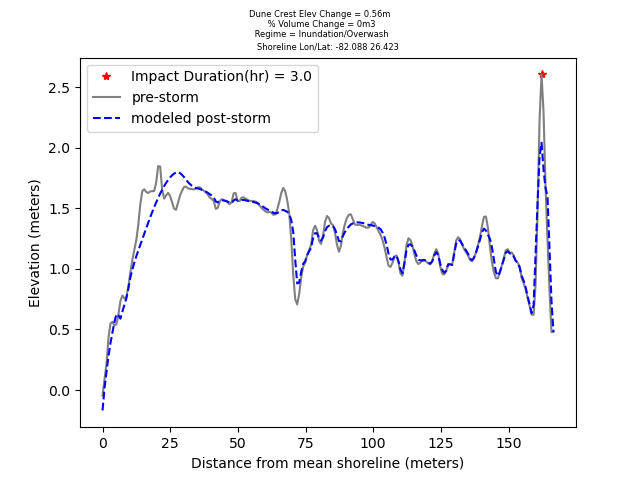 Dune Crest Elev Change = 0.56m
% Volume Change = 0m3
Regime = Inundation/Overwash
Shoreline Lon/Lat: -82.088 26.423
Impact Duration(hr) = 3.0
pre-storm
modeled post-storm
Elevation (meters)
2.5
2.0
1.5
1.0
0.5
0.0
0 25 50 75 100 125 150
Distance from mean shoreline (meters)